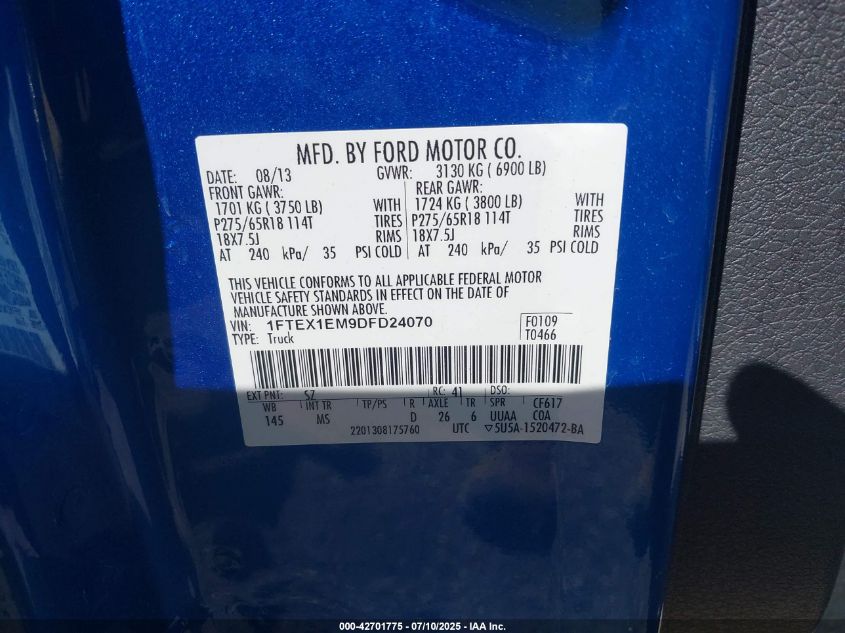 MFD. BY FORD MOTOR CO.
DATE: 08/13 GVWR: 3130 KG ( 6900 LB)
FRONT GAWR: REAR GAWR:
1701 KG ( 3750 LB) WITH 1724 KG ( 3800 LB) WITH
P275/65R18 114T TIRES P275/65R18 114T TIRES
18X7.5J RIMS 18X7.5J RIMS
AT 240 kPa/ 35 PSI COLD AT 240 kPa/ 35 PSI COLD
THIS VEHICLE CONFORMS TO ALL APPLICABLE FEDERAL MOTOR
VEHICLE SAFETY STANDARDS IN EFFECT ON THE DATE OF
MANUFACTURE SHOWN ABOVE.
VIN: 1FTEX1EM9DFD24070 F0109
TYPE: Truck T0466
EXT PNT: SZ RC: 41 DSO:
WB INT TR TP/PS R AXLE TR SPR CF617
145 MS D 26 6 UUAA COA
2201308175760 UTC ▽5U5A-1520472-BA
000-42701775 - 07/10/2025 - IAA Inc.